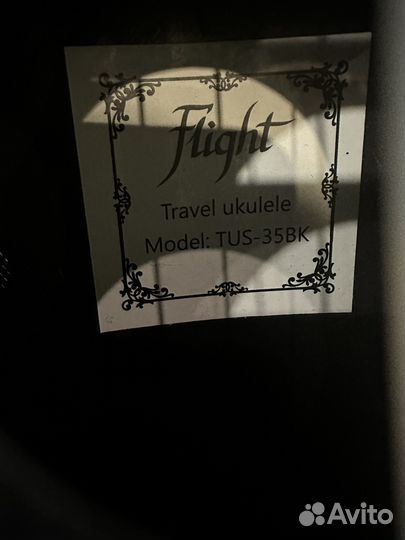 Flight
Travel ukulele
Model: TUS-35BK
Avito